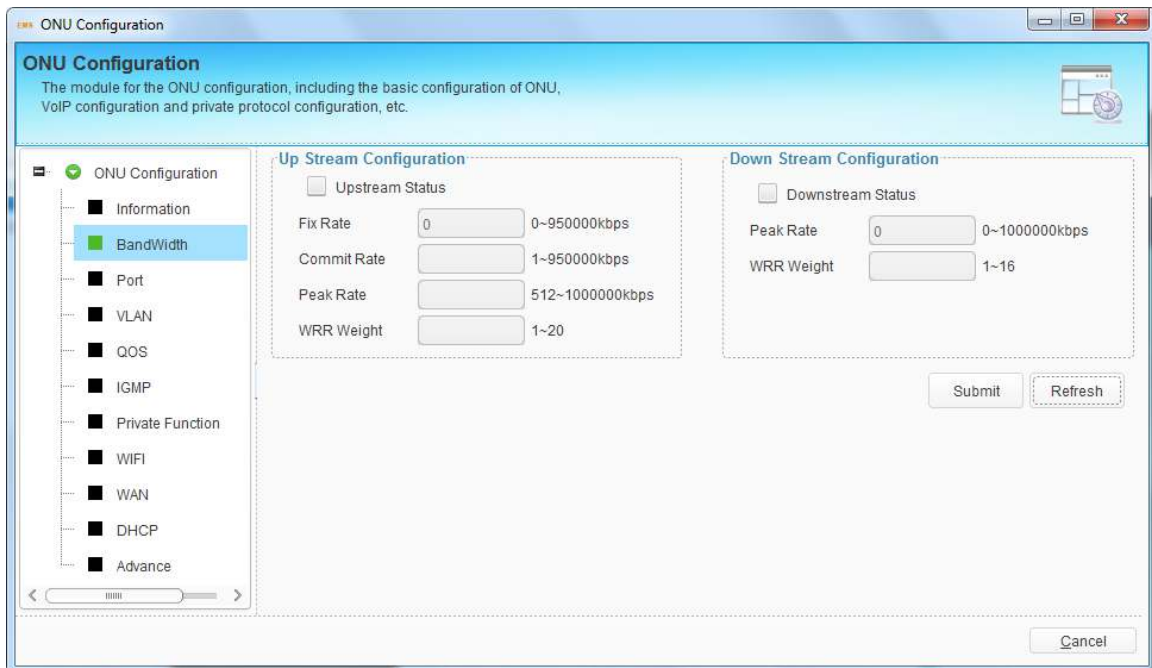 EMS ONU Configuration
ONU Configuration
The module for the ONU configuration, including the basic configuration of ONU,
VoIP configuration and private protocol configuration, etc.
ONU Configuration
Information
BandWidth
Port
VLAN
QOS
IGMP
Private Function
WIFI
WAN
DHCP
Advance
Up Stream Configuration
Upstream Status
Fix Rate 0 0~950000kbps
Commit Rate 1~950000kbps
Peak Rate 512~1000000kbps
WRR Weight 1~20
Down Stream Configuration
Downstream Status
Peak Rate 0 0~1000000kbps
WRR Weight 1~16
Submit Refresh
Cancel